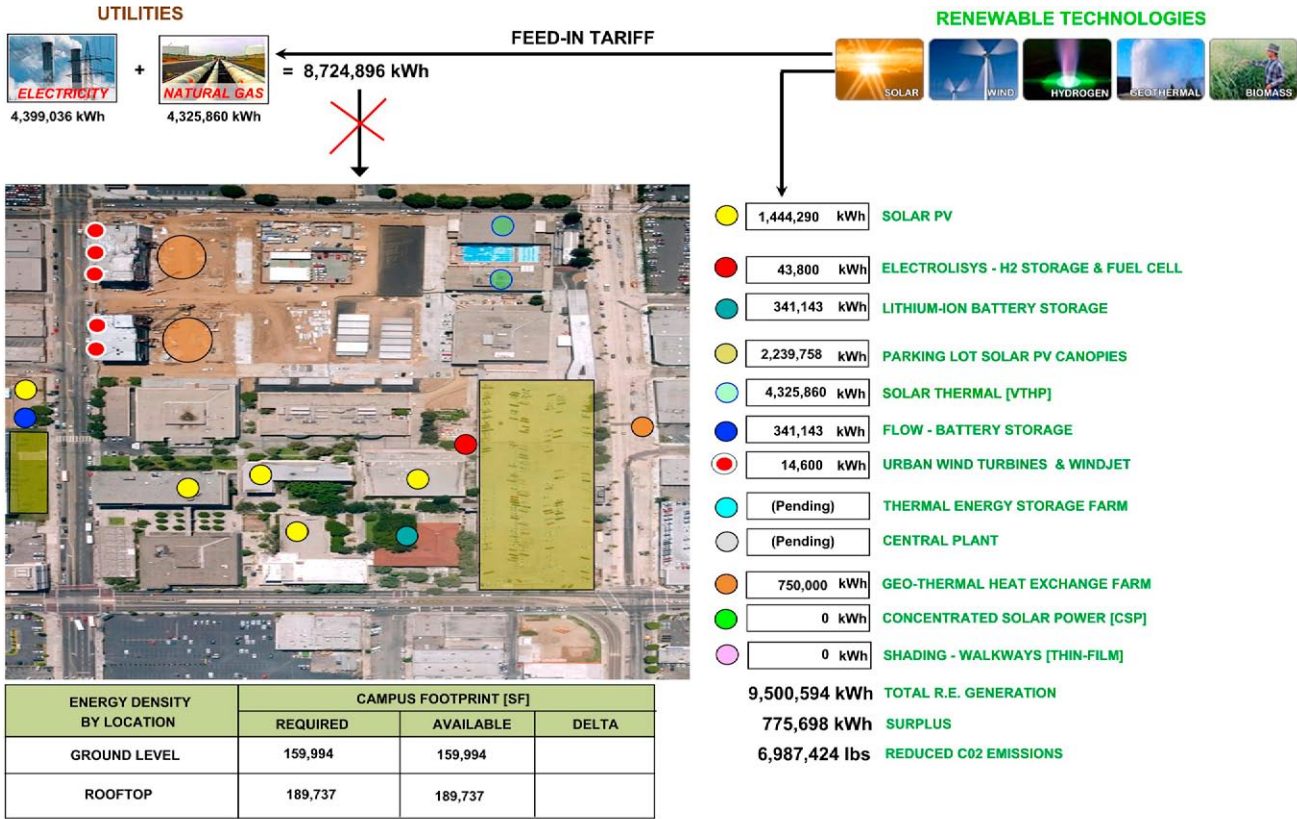 UTILITIES
RENEWABLE TECHNOLOGIES
FEED-IN TARIFF
ELECTRICITY
+
NATURAL GAS
= 8,724,896 kWh
4,399,036 kWh
4,325,860 kWh
SOLAR
WIND
HYDROGEN
GEOTHERMAL
BIOMASS
1,444,290 kWh SOLAR PV
43,800 kWh ELECTROLISYS - H2 STORAGE & FUEL CELL
341,143 kWh LITHIUM-ION BATTERY STORAGE
2,239,758 kWh PARKING LOT SOLAR PV CANOPIES
4,325,860 kWh SOLAR THERMAL [VTHP]
341,143 kWh FLOW - BATTERY STORAGE
14,600 kWh URBAN WIND TURBINES & WINDJET
(Pending) THERMAL ENERGY STORAGE FARM
(Pending) CENTRAL PLANT
750,000 kWh GEO-THERMAL HEAT EXCHANGE FARM
0 kWh CONCENTRATED SOLAR POWER [CSP]
0 kWh SHADING - WALKWAYS [THIN-FILM]
9,500,594 kWh TOTAL R.E. GENERATION
775,698 kWh SURPLUS
6,987,424 lbs REDUCED C02 EMISSIONS
ENERGY DENSITY
BY LOCATION
CAMPUS FOOTPRINT [SF]
REQUIRED AVAILABLE DELTA
GROUND LEVEL 159,994 159,994
ROOFTOP 189,737 189,737